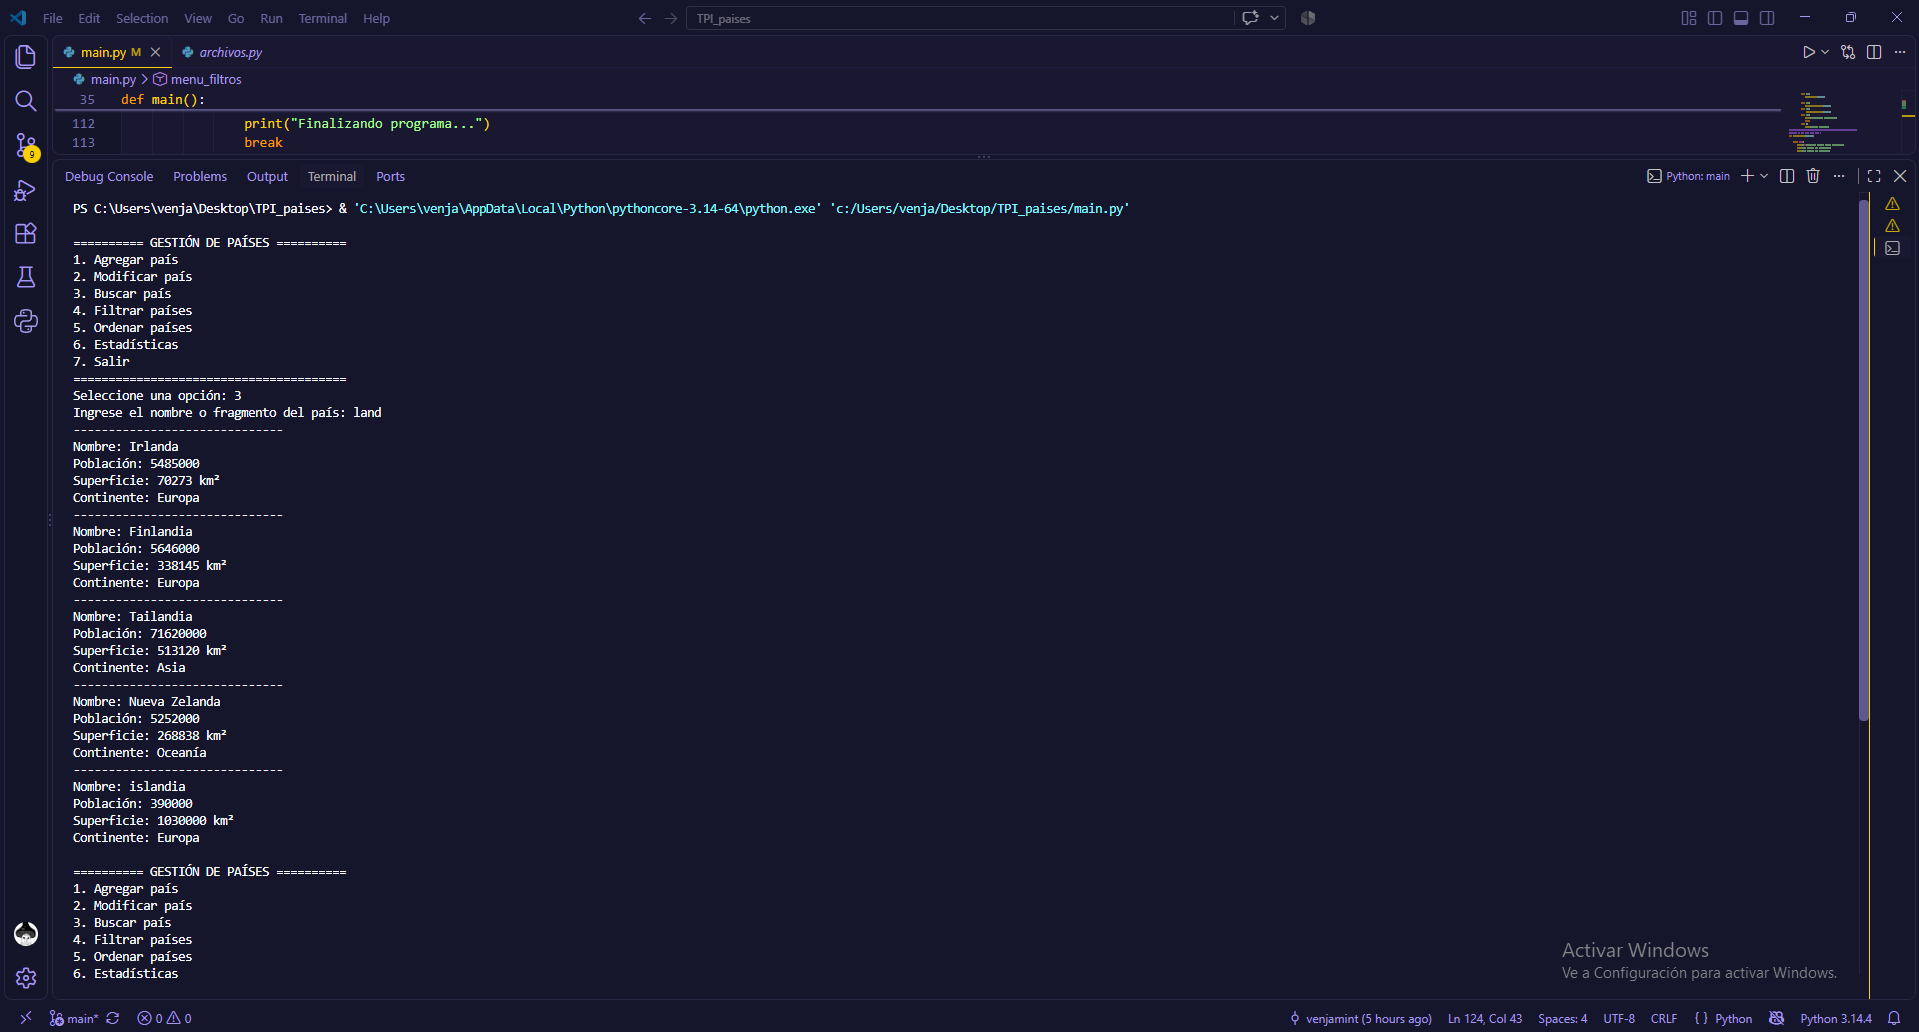 File Edit Selection View Go Run Terminal Help
TPI_paises
main.py M
archivos.py
main.py > menu_filtros
35 def main():
112 print("Finalizando programa...")
113 break
Debug Console Problems Output Terminal Ports
Python: main
PS C:\Users\venja\Desktop\TPI_paises> & 'C:\Users\venja\AppData\Local\Python\pythoncore-3.14-64\python.exe' 'c:/Users/venja/Desktop/TPI_paises/main.py'
========== GESTIÓN DE PAÍSES ==========
1. Agregar país
2. Modificar país
3. Buscar país
4. Filtrar países
5. Ordenar países
6. Estadísticas
7. Salir
=======================================
Seleccione una opción: 3
Ingrese el nombre o fragmento del país: land
------------------------------
Nombre: Irlanda
Población: 5485000
Superficie: 70273 km²
Continente: Europa
------------------------------
Nombre: Finlandia
Población: 5646000
Superficie: 338145 km²
Continente: Europa
------------------------------
Nombre: Tailandia
Población: 71620000
Superficie: 513120 km²
Continente: Asia
------------------------------
Nombre: Nueva Zelanda
Población: 5252000
Superficie: 268838 km²
Continente: Oceanía
------------------------------
Nombre: islandia
Población: 390000
Superficie: 1030000 km²
Continente: Europa
========== GESTIÓN DE PAÍSES ==========
1. Agregar país
2. Modificar país
3. Buscar país
4. Filtrar países
5. Ordenar países
6. Estadísticas
9
Activar Windows
Ve a Configuración para activar Windows.
main* 0 0 venjamint (5 hours ago) Ln 124, Col 43 Spaces: 4 UTF-8 CRLF {} Python Python 3.14.4